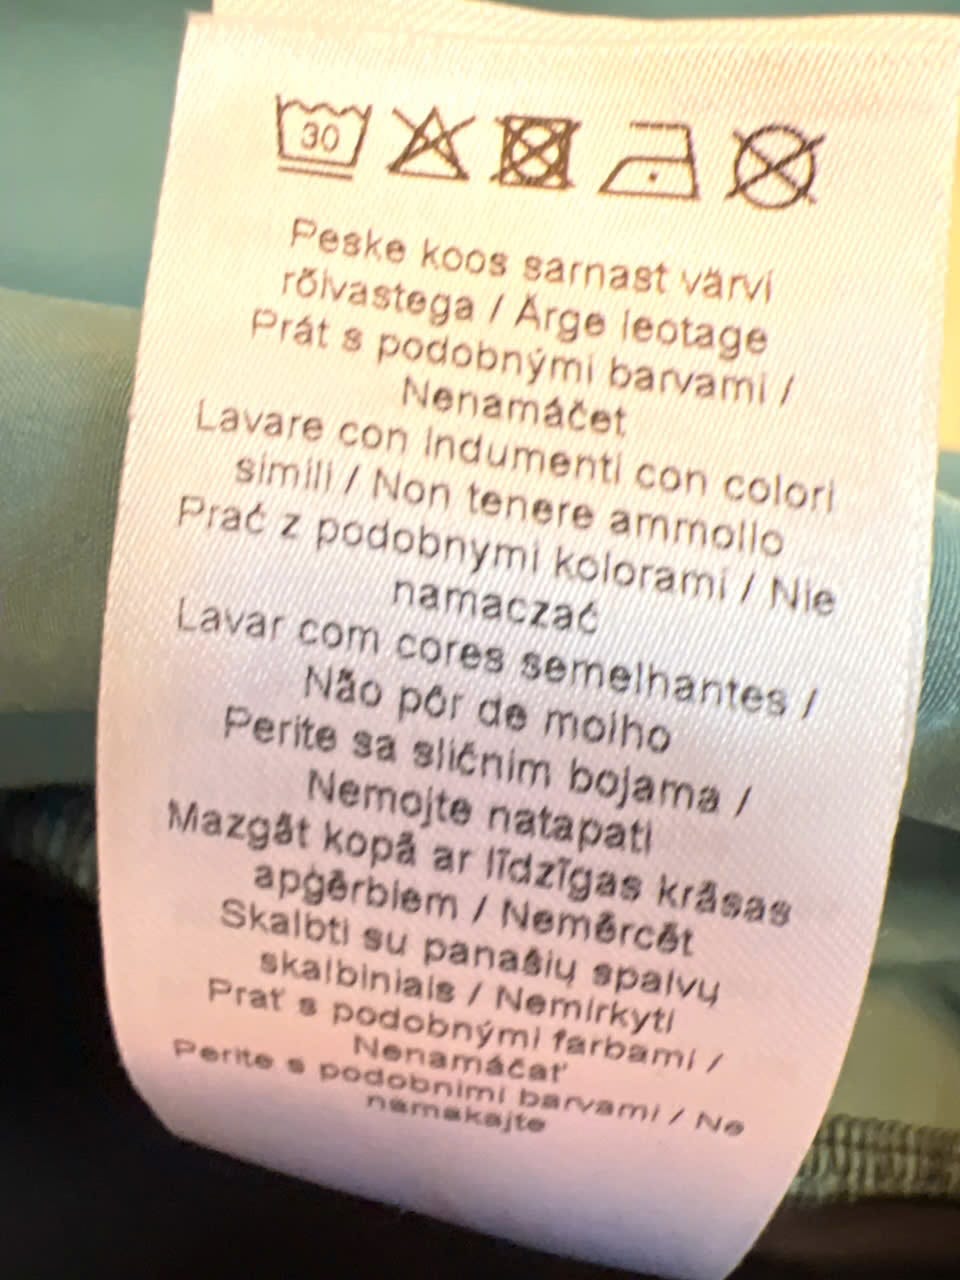 30
Peske koos sarnast värvi
rõivastega / Ärge leotage
Prát s podobnými barvami /
Nenamáčet
Lavare con indumenti con colori
simili / Non tenere ammollo
Prać z podobnymi kolorami / Nie
namaczać
Lavar com cores semelhantes /
Não pôr de molho
Perite sa sličnim bojama /
Nemojte natapati
Mazgāt kopā ar līdzīgas krāsas
apģērbiem / Nemērcēt
Skalbti su panašių spalvų
skalbiniais / Nemirkyti
Prať s podobnými farbami /
Nenamáčať
Perite s podobnimi barvami / Ne
namakajte